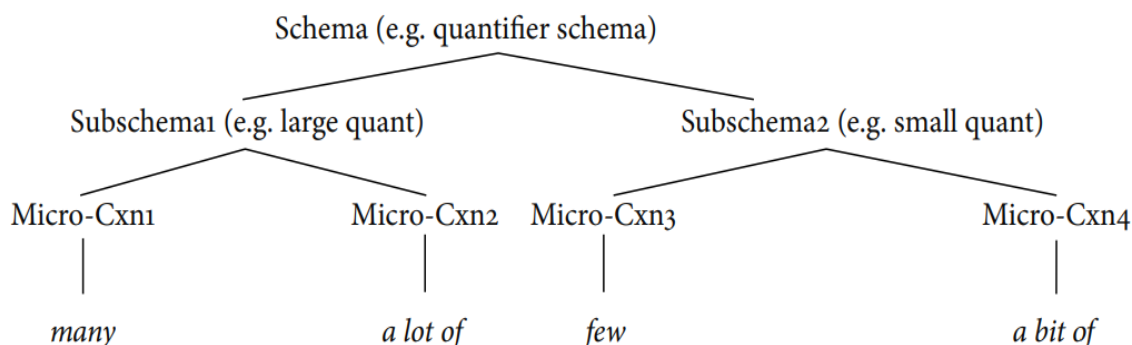 Schema (e.g. quantifier schema)
Subschema1 (e.g. large quant) Subschema2 (e.g. small quant)
Micro-Cxn1 Micro-Cxn2 Micro-Cxn3 Micro-Cxn4
many a lot of few a bit of